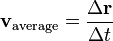 v_average = Δr / Δt